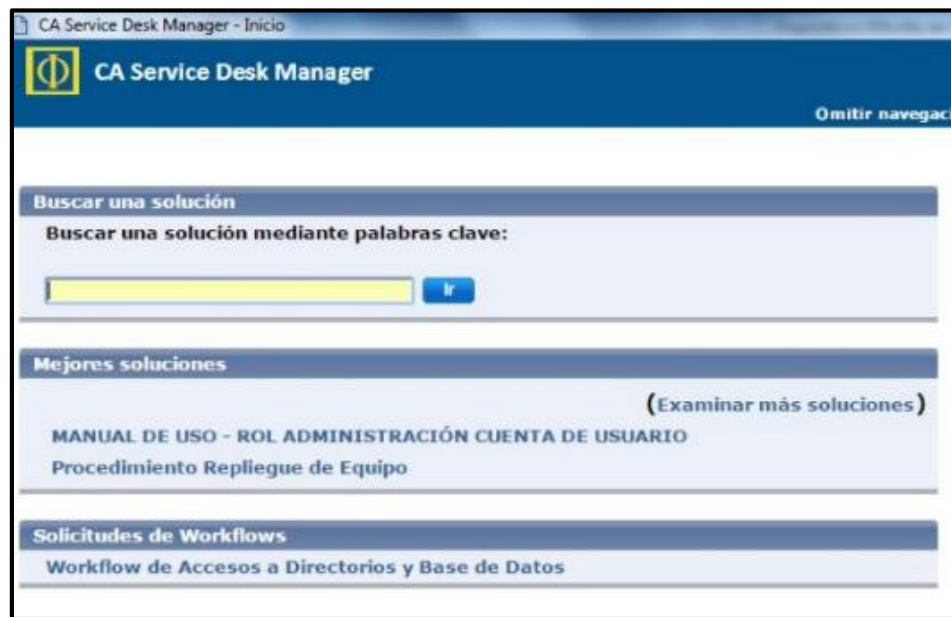 CA Service Desk Manager - Inicio
CA Service Desk Manager
Omitir navegaci
Buscar una solución
Buscar una solución mediante palabras clave:
Ir
Mejores soluciones
(Examinar más soluciones)
MANUAL DE USO - ROL ADMINISTRACIÓN CUENTA DE USUARIO
Procedimiento Repliegue de Equipo
Solicitudes de Workflows
Workflow de Accesos a Directorios y Base de Datos